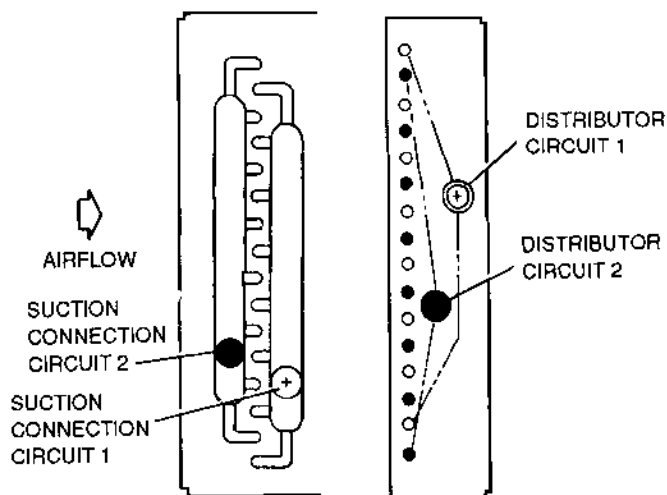 AIRFLOW
SUCTION
CONNECTION
CIRCUIT 2
SUCTION
CONNECTION
CIRCUIT 1
DISTRIBUTOR
CIRCUIT 1
DISTRIBUTOR
CIRCUIT 2